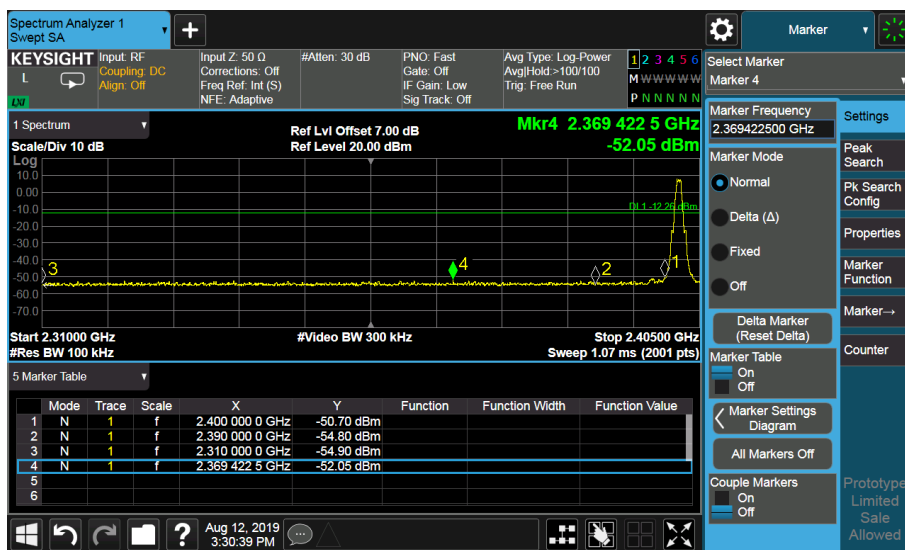 Spectrum Analyzer 1
Swept SA
Marker
KEYSIGHT
L
LXI
Input: RF
Coupling: DC
Align: Off
Input Z: 50 Ω
Corrections: Off
Freq Ref: Int (S)
NFE: Adaptive
#Atten: 30 dB
PNO: Fast
Gate: Off
IF Gain: Low
Sig Track: Off
Avg Type: Log-Power
Avg|Hold:>100/100
Trig: Free Run
1 2 3 4 5 6
M W W W W W
P N N N N N
Select Marker
Marker 4
1 Spectrum
Scale/Div 10 dB
Ref Lvl Offset 7.00 dB
Ref Level 20.00 dBm
Mkr4 2.369 422 5 GHz
-52.05 dBm
Log
10.0
0.00
-10.0
-20.0
-30.0
-40.0
-50.0
-60.0
-70.0
DL1 -12.26 dBm
3
4
2
1
Start 2.31000 GHz
#Res BW 100 kHz
#Video BW 300 kHz
Stop 2.40500 GHz
Sweep 1.07 ms (2001 pts)
5 Marker Table
Mode Trace Scale X Y Function Function Width Function Value
1 N 1 f 2.400 000 0 GHz -50.70 dBm
2 N 1 f 2.390 000 0 GHz -54.80 dBm
3 N 1 f 2.310 000 0 GHz -54.90 dBm
4 N 1 f 2.369 422 5 GHz -52.05 dBm
5
6
Marker Frequency
2.369422500 GHz
Marker Mode
Normal
Delta (Δ)
Fixed
Off
Delta Marker
(Reset Delta)
Marker Table
On
Off
Marker Settings
Diagram
All Markers Off
Couple Markers
On
Off
Settings
Peak
Search
Pk Search
Config
Properties
Marker
Function
Marker→
Counter
Prototype
Limited
Sale
Allowed
?
Aug 12, 2019
3:30:39 PM